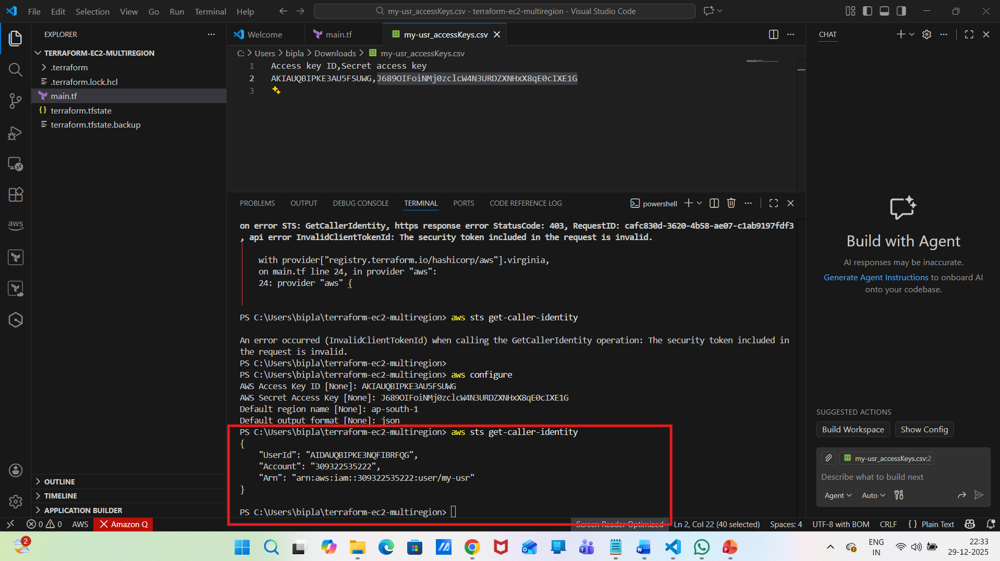 File Edit Selection View Go Run Terminal Help
my-usr_accessKeys.csv - terraform-ec2-multiregion - Visual Studio Code
EXPLORER
TERRAFORM-EC2-MULTIREGION
.terraform
.terraform.lock.hcl
main.tf
terraform.tfstate
terraform.tfstate.backup
aws
OUTLINE
TIMELINE
APPLICATION BUILDER
Welcome main.tf my-usr_accessKeys.csv
C: > Users > bipla > Downloads > my-usr_accessKeys.csv
1 Access key ID,Secret access key
2 AKIAUQBIPKE3AU5FSUWG,J689OIFoiNMj0zclcW4N3URDZXNHxX8qE0cIXE1G
3
PROBLEMS OUTPUT DEBUG CONSOLE TERMINAL PORTS CODE REFERENCE LOG
powershell
on error STS: GetCallerIdentity, https response error StatusCode: 403, RequestID: cafc830d-3620-4b58-ae07-c1ab9197fdf3
, api error InvalidClientTokenId: The security token included in the request is invalid.
with provider["registry.terraform.io/hashicorp/aws"].virginia,
on main.tf line 24, in provider "aws":
24: provider "aws" {
PS C:\Users\bipla\terraform-ec2-multiregion> aws sts get-caller-identity
An error occurred (InvalidClientTokenId) when calling the GetCallerIdentity operation: The security token included in
the request is invalid.
PS C:\Users\bipla\terraform-ec2-multiregion>
PS C:\Users\bipla\terraform-ec2-multiregion> aws configure
AWS Access Key ID [None]: AKIAUQBIPKE3AU5FSUWG
AWS Secret Access Key [None]: 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
Default region name [None]: ap-south-1
Default output format [None]: json
PS C:\Users\bipla\terraform-ec2-multiregion> aws sts get-caller-identity
{
"UserId": "AIDAUQBIPKE3NQFIBRFQG",
"Account": "309322535222",
"Arn": "arn:aws:iam::309322535222:user/my-usr"
}
PS C:\Users\bipla\terraform-ec2-multiregion>
CHAT
Build with Agent
AI responses may be inaccurate.
Generate Agent Instructions to onboard AI
onto your codebase.
SUGGESTED ACTIONS
Build Workspace Show Config
my-usr_accessKeys.csv:2
Describe what to build next
Agent Auto
0 0 AWS Amazon Q
Screen Reader Optimized Ln 2, Col 22 (40 selected) Spaces: 4 UTF-8 with BOM CRLF { } Plain Text
2
ENG
IN
22:33
29-12-2025